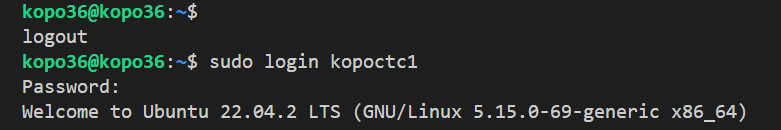 kopo36@kopo36:~$
logout
kopo36@kopo36:~$ sudo login kopoctc1
Password:
Welcome to Ubuntu 22.04.2 LTS (GNU/Linux 5.15.0-69-generic x86_64)